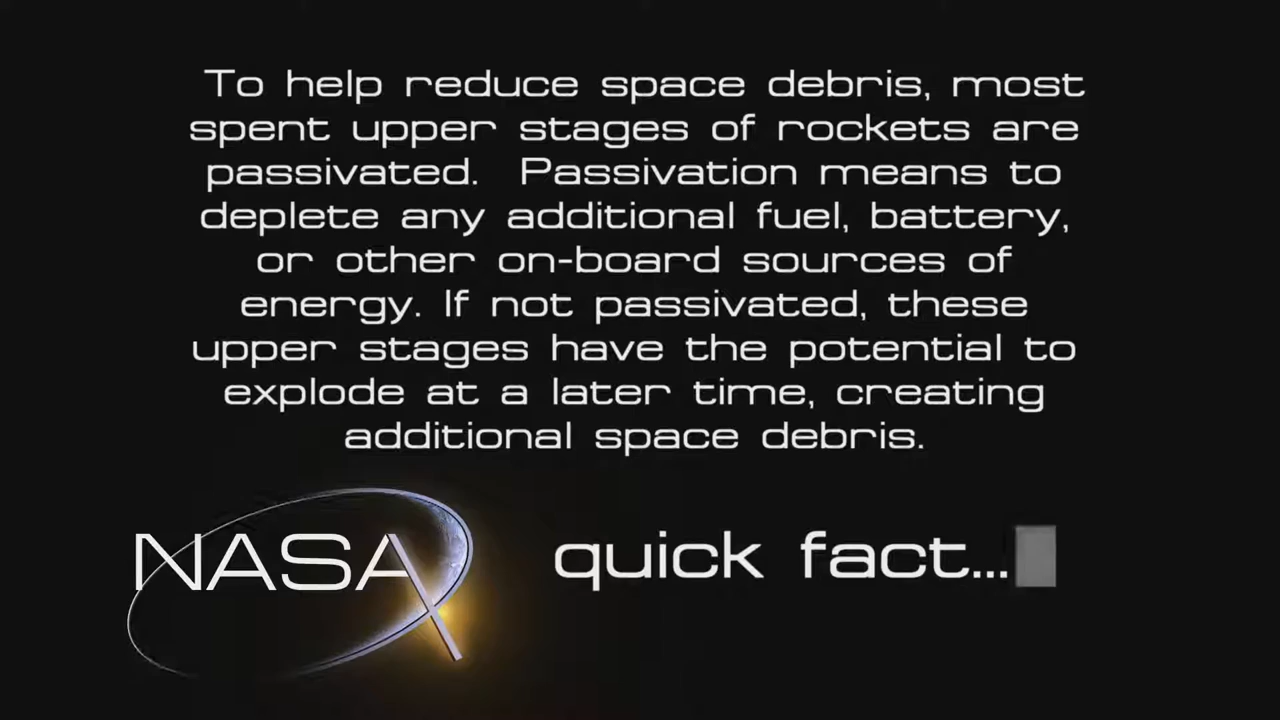 To help reduce space debris, most
spent upper stages of rockets are
passivated.  Passivation means to
deplete any additional fuel, battery,
or other on-board sources of
energy. If not passivated, these
upper stages have the potential to
explode at a later time, creating
additional space debris.
NASA
quick fact...